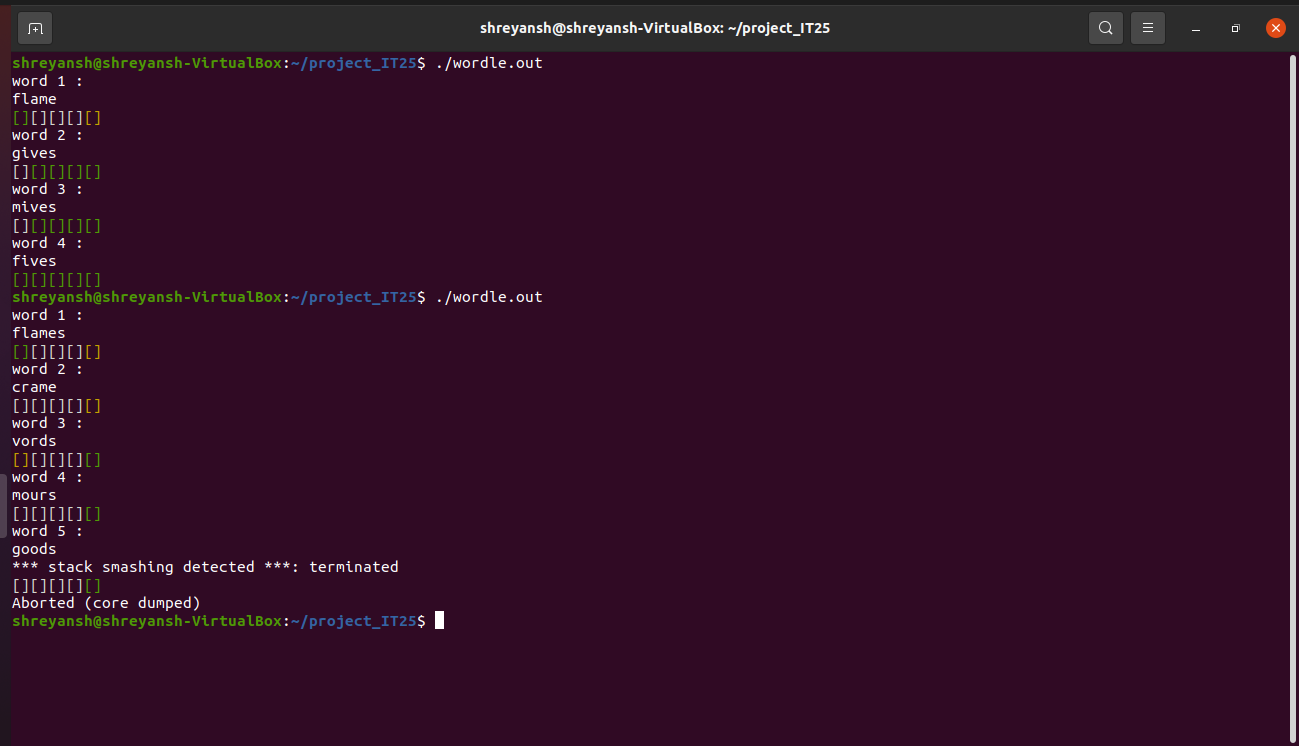 shreyansh@shreyansh-VirtualBox: ~/project_IT25
shreyansh@shreyansh-VirtualBox:~/project_IT25$ ./wordle.out
word 1 :
flame
[][][][][]
word 2 :
gives
[][][][][]
word 3 :
mives
[][][][][]
word 4 :
fives
[][][][][]
shreyansh@shreyansh-VirtualBox:~/project_IT25$ ./wordle.out
word 1 :
flames
[][][][][]
word 2 :
crame
[][][][][]
word 3 :
vords
[][][][][]
word 4 :
mours
[][][][][]
word 5 :
goods
*** stack smashing detected ***: terminated
[][][][][]
Aborted (core dumped)
shreyansh@shreyansh-VirtualBox:~/project_IT25$